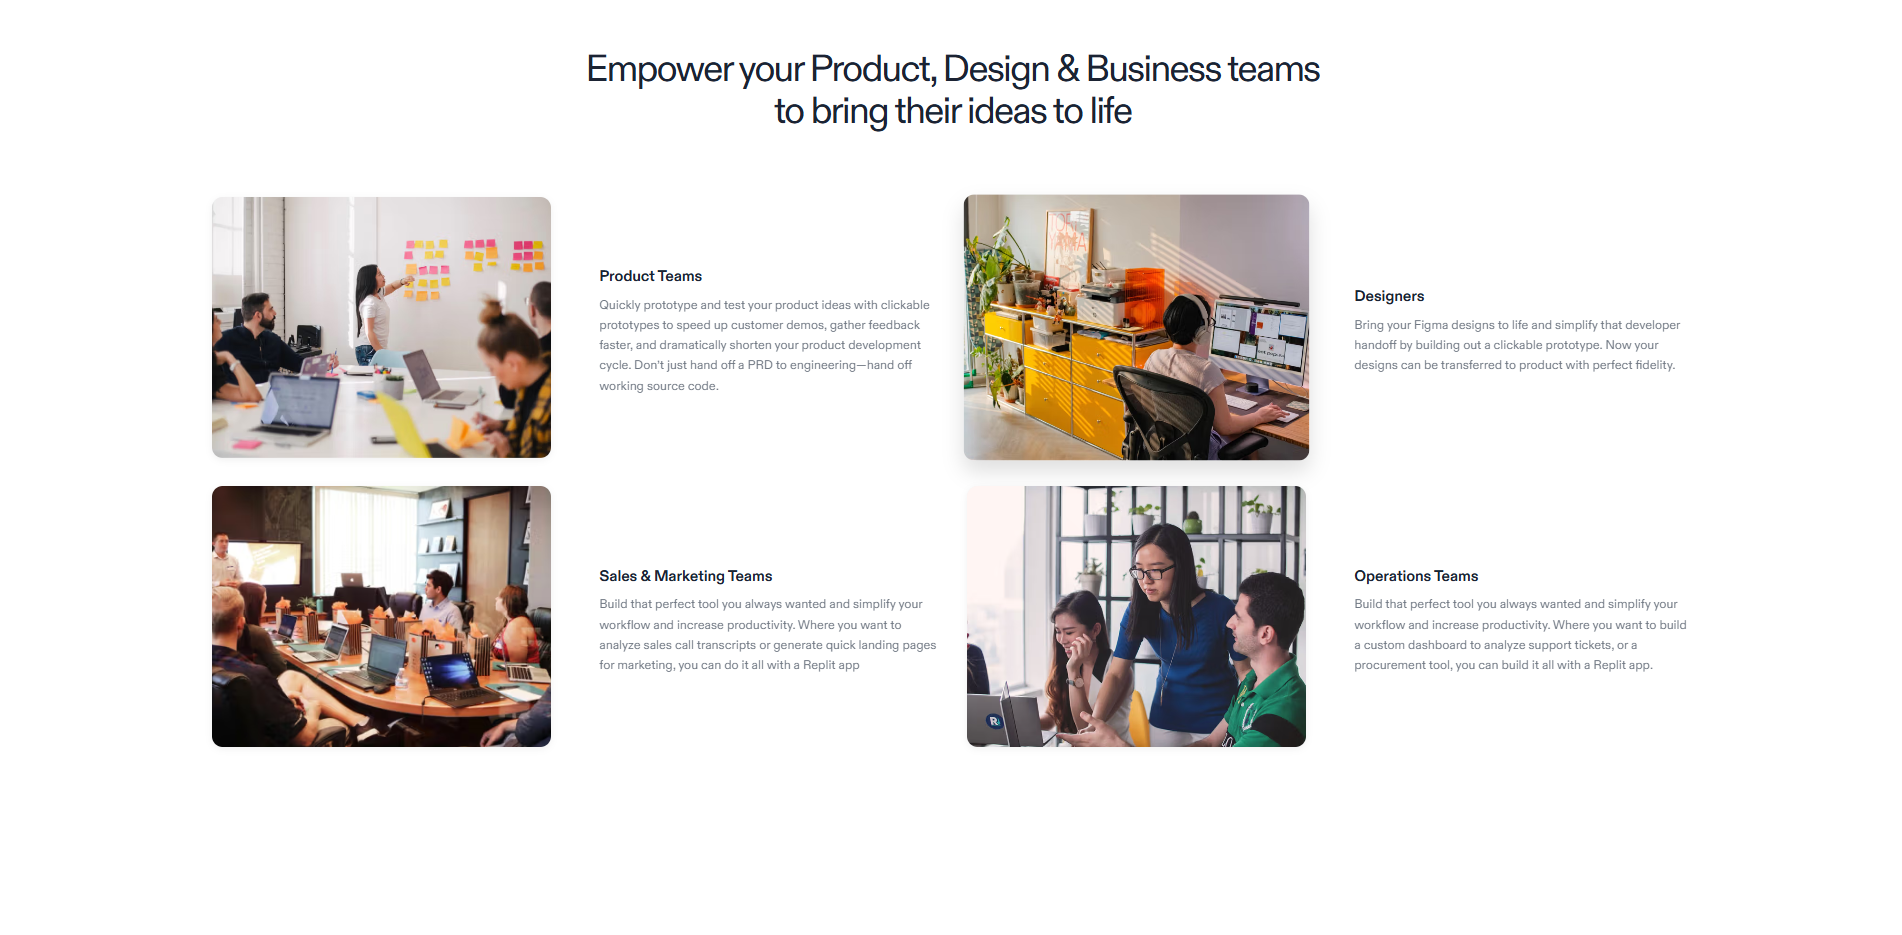 Empower your Product, Design & Business teams
to bring their ideas to life
Product Teams
Quickly prototype and test your product ideas with clickable
prototypes to speed up customer demos, gather feedback
faster, and dramatically shorten your product development
cycle. Don't just hand off a PRD to engineering—hand off
working source code.
Designers
Bring your Figma designs to life and simplify that developer
handoff by building out a clickable prototype. Now your
designs can be transferred to product with perfect fidelity.
Sales & Marketing Teams
Build that perfect tool you always wanted and simplify your
workflow and increase productivity. Where you want to
analyze sales call transcripts or generate quick landing pages
for marketing, you can do it all with a Replit app
R
Operations Teams
Build that perfect tool you always wanted and simplify your
workflow and increase productivity. Where you want to build
a custom dashboard to analyze support tickets, or a
procurement tool, you can build it all with a Replit app.